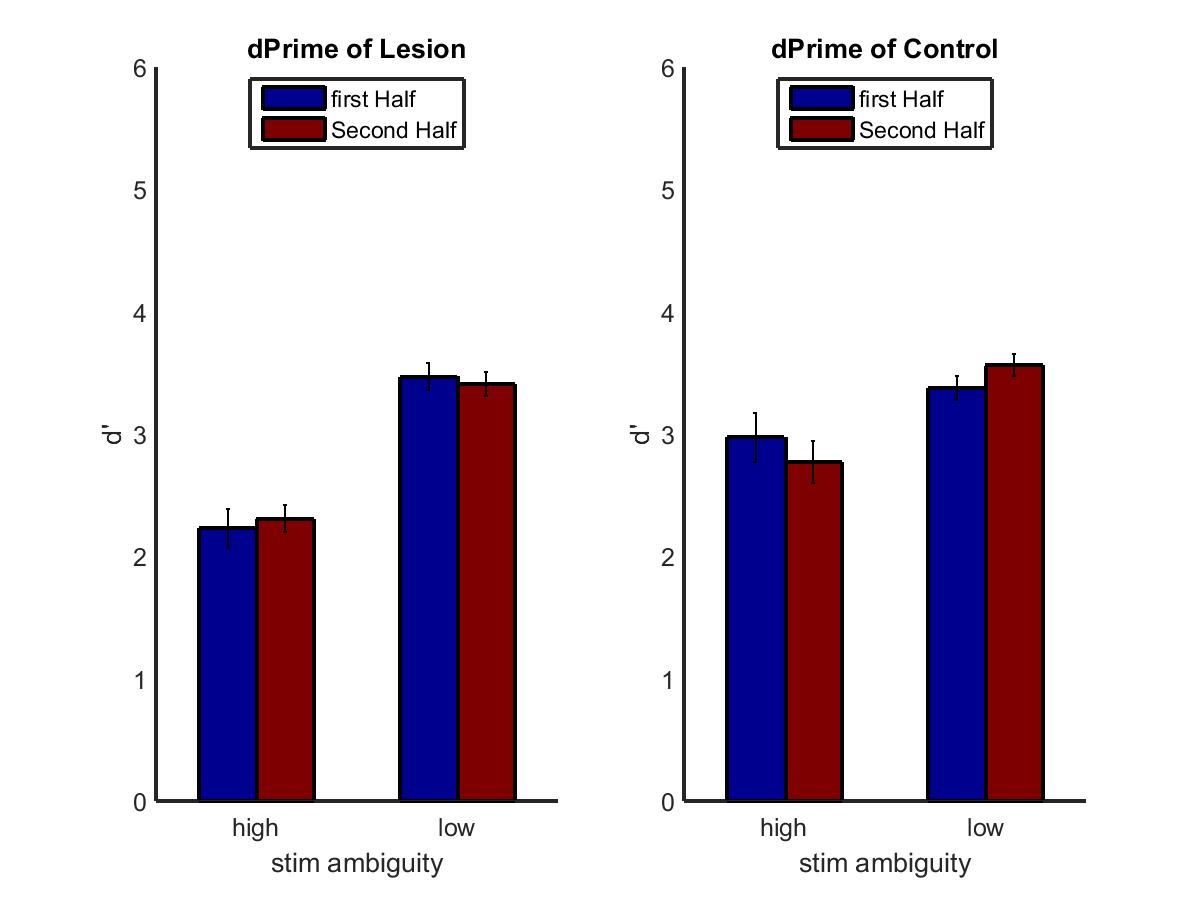 dPrime of Lesion
first Half
Second Half
6
5
4
3
2
1
0
d'
high low
stim ambiguity
dPrime of Control
first Half
Second Half
6
5
4
3
2
1
0
d'
high low
stim ambiguity